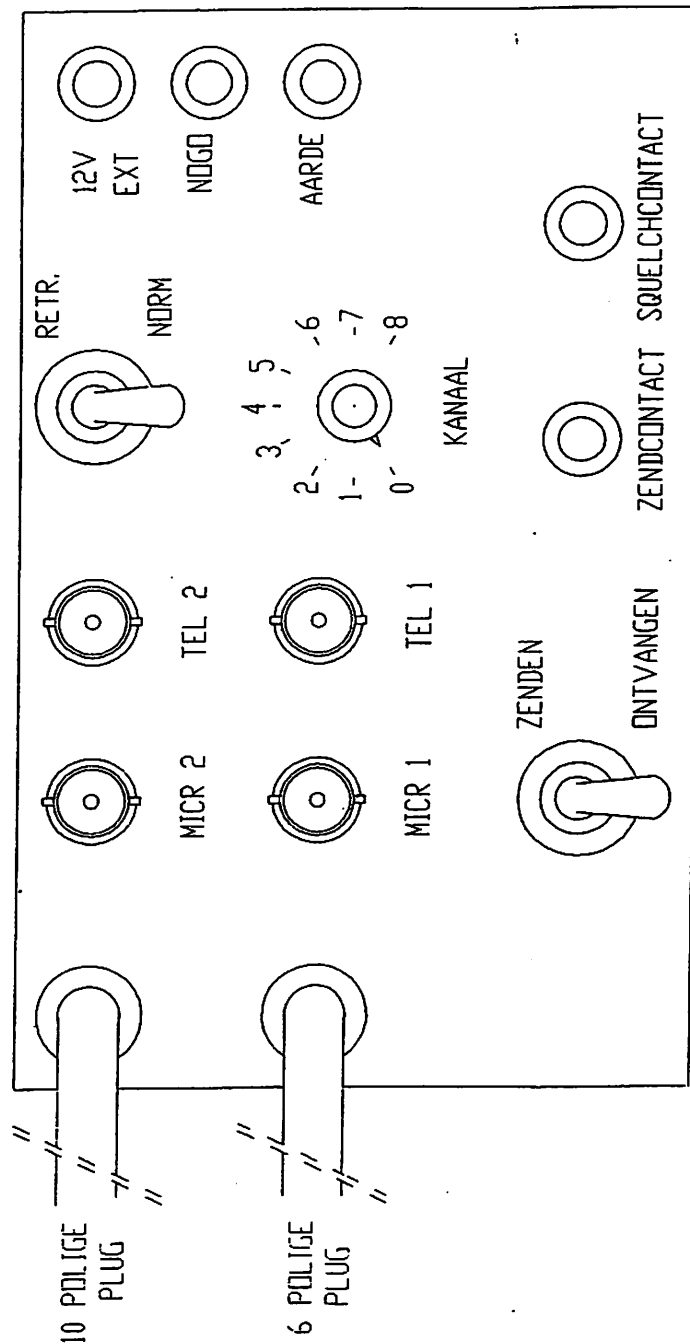 10 POLIGE
PLUG
6 POLIGE
PLUG
MICR 2
TEL 2
MICR 1
TEL 1
RETR.
NORM
12V
EXT
NOGO
AARDE
0
1
2
3
4
5
6
7
8
KANAAL
ZENDEN
ONTVANGEN
ZENDCONTACT
SQUELCHCONTACT